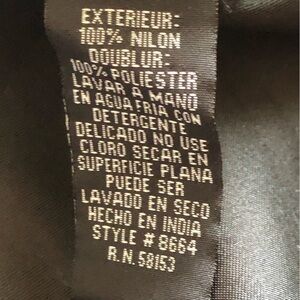 EXTERIEUR:
100% NILON
DOUBLUR:
100% POLIESTER
LAVAR A MANO
EN AGUA FRIA CON
DETERGENTE
DELICADO NO USE
CLORO SECAR EN
SUPERFICIE PLANA
PUEDE SER
LAVADO EN SECO
HECHO EN INDIA
STYLE # 8664
R.N. 58153